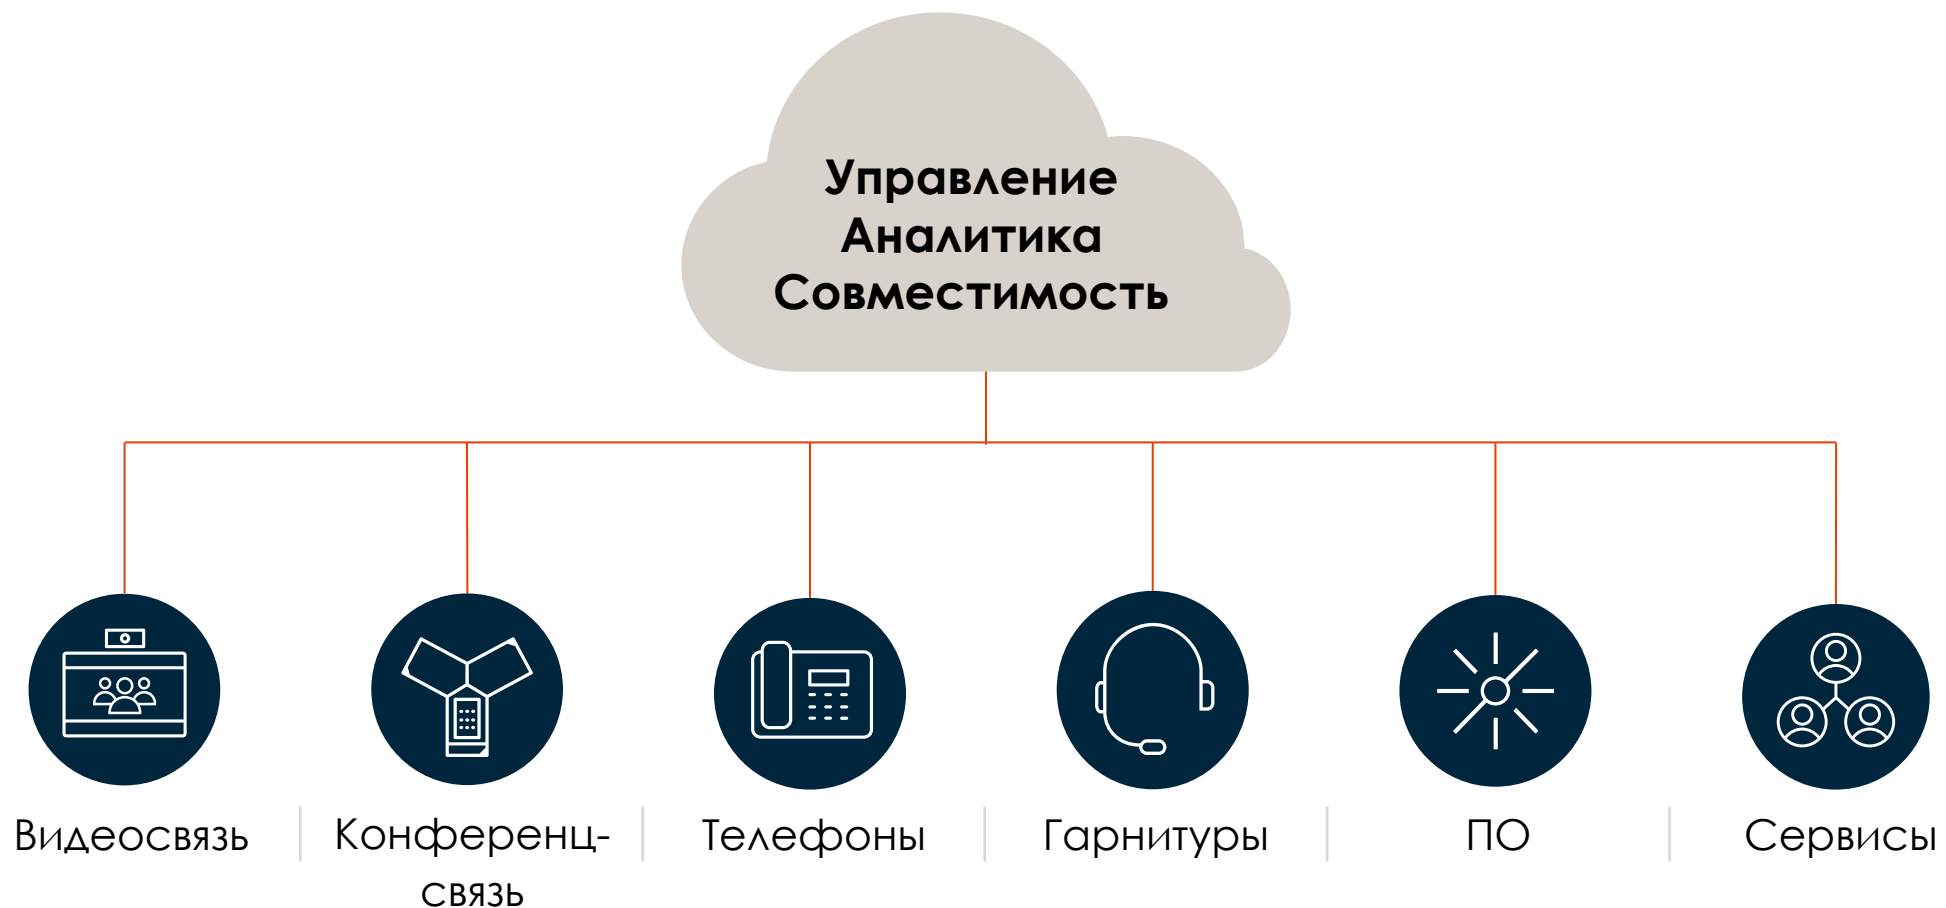 Управление
Аналитика
Совместимость
Видеосвязь
Конференц-
связь
Телефоны
Гарнитуры
ПО
Сервисы